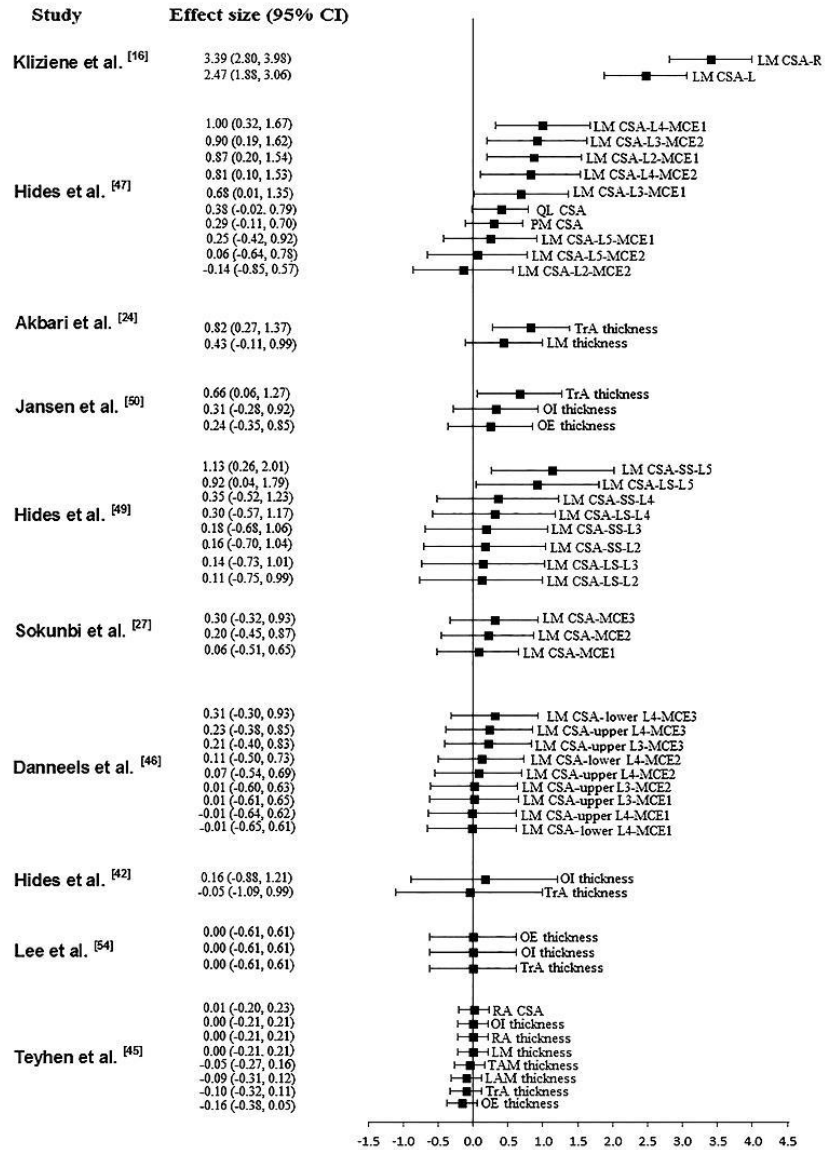 Study Effect size (95% CI)
Kliziene et al. [16]
3.39 (2.80, 3.98) LM CSA-R
2.47 (1.88, 3.06) LM CSA-L
Hides et al. [47]
1.00 (0.32, 1.67) LM CSA-L4-MCE1
0.90 (0.19, 1.62) LM CSA-L3-MCE2
0.87 (0.20, 1.54) LM CSA-L2-MCE1
0.81 (0.10, 1.53) LM CSA-L4-MCE2
0.68 (0.01, 1.35) LM CSA-L3-MCE1
0.38 (-0.02. 0.79) QL CSA
0.29 (-0.11, 0.70) PM CSA
0.25 (-0.42, 0.92) LM CSA-L5-MCE1
0.06 (-0.64, 0.78) LM CSA-L5-MCE2
-0.14 (-0.85, 0.57) LM CSA-L2-MCE2
Akbari et al. [24]
0.82 (0.27, 1.37) TrA thickness
0.43 (-0.11, 0.99) LM thickness
Jansen et al. [50]
0.66 (0.06, 1.27) TrA thickness
0.31 (-0.28, 0.92) OI thickness
0.24 (-0.35, 0.85) OE thickness
Hides et al. [49]
1.13 (0.26, 2.01) LM CSA-SS-L5
0.92 (0.04, 1.79) LM CSA-LS-L5
0.35 (-0.52, 1.23) LM CSA-SS-L4
0.30 (-0.57, 1.17) LM CSA-LS-L4
0.18 (-0.68, 1.06) LM CSA-SS-L3
0.16 (-0.70, 1.04) LM CSA-SS-L2
0.14 (-0.73, 1.01) LM CSA-LS-L3
0.11 (-0.75, 0.99) LM CSA-LS-L2
Sokunbi et al. [27]
0.30 (-0.32, 0.93) LM CSA-MCE3
0.20 (-0.45, 0.87) LM CSA-MCE2
0.06 (-0.51, 0.65) LM CSA-MCE1
Danneels et al. [46]
0.31 (-0.30, 0.93) LM CSA-lower L4-MCE3
0.23 (-0.38, 0.85) LM CSA-upper L4-MCE3
0.21 (-0.40, 0.83) LM CSA-upper L3-MCE3
0.11 (-0.50, 0.73) LM CSA-lower L4-MCE2
0.07 (-0.54, 0.69) LM CSA-upper L4-MCE2
0.01 (-0.60, 0.63) LM CSA-upper L3-MCE2
0.01 (-0.61, 0.65) LM CSA-upper L3-MCE1
-0.01 (-0.64, 0.62) LM CSA-upper L4-MCE1
-0.01 (-0.65, 0.61) LM CSA-lower L4-MCE1
Hides et al. [42]
0.16 (-0.88, 1.21) OI thickness
-0.05 (-1.09, 0.99) TrA thickness
Lee et al. [54]
0.00 (-0.61, 0.61) OE thickness
0.00 (-0.61, 0.61) OI thickness
0.00 (-0.61, 0.61) TrA thickness
Teyhen et al. [45]
0.01 (-0.20, 0.23) RA CSA
0.00 (-0.21, 0.21) OI thickness
0.00 (-0.21, 0.21) RA thickness
0.00 (-0.21. 0.21) LM thickness
-0.05 (-0.27, 0.16) TAM thickness
-0.09 (-0.31, 0.12) LAM thickness
-0.10 (-0.32, 0.11) TrA thickness
-0.16 (-0.38, 0.05) OE thickness
-1.5 -1.0 -0.5 0.0 0.5 1.0 1.5 2.0 2.5 3.0 3.5 4.0 4.5